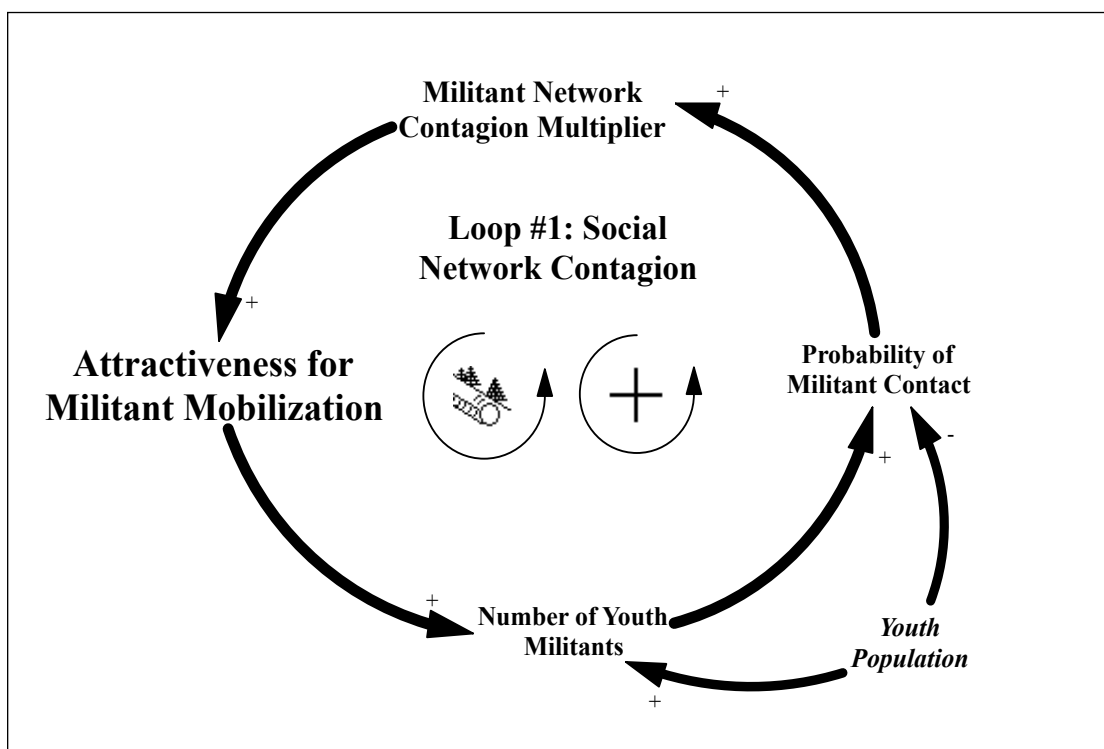 Militant Network
Contagion Multiplier
+
Loop #1: Social
Network Contagion
+
Attractiveness for
Militant Mobilization
+
Probability of
Militant Contact
-
+
+
Number of Youth
Militants
Youth
Population
+